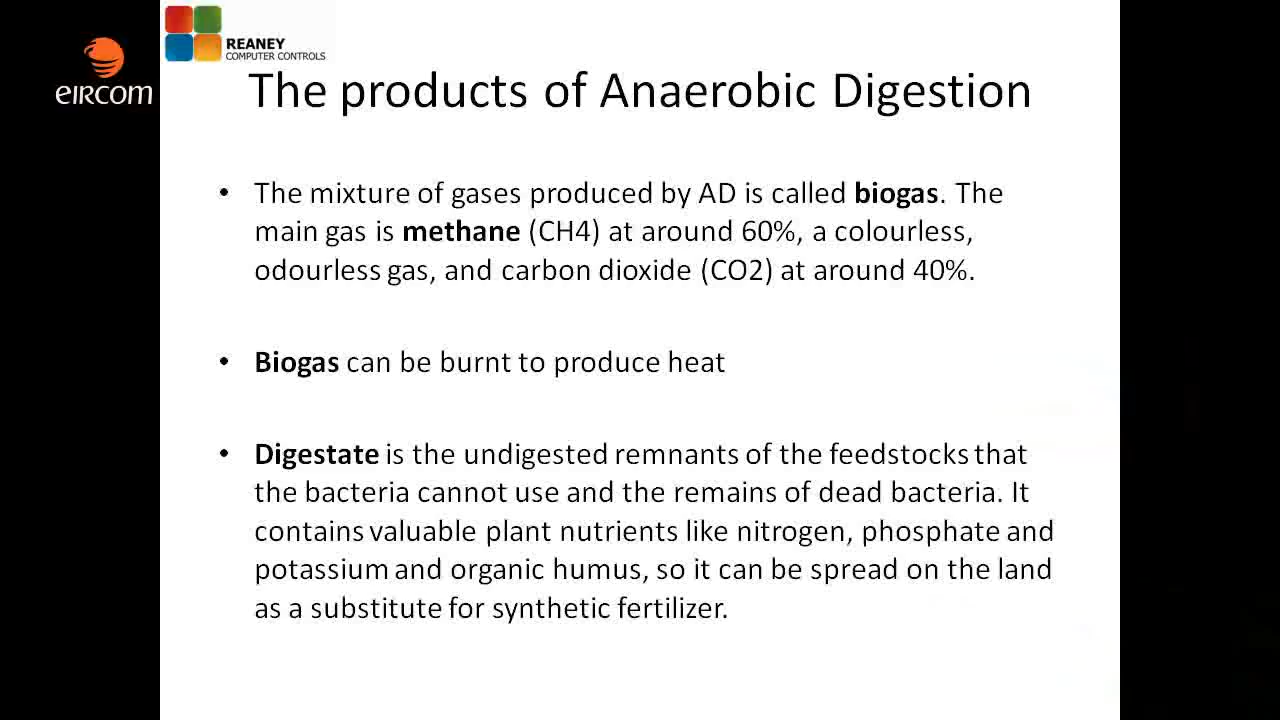 REANEY
COMPUTER CONTROLS
eircom
The products of Anaerobic Digestion
• The mixture of gases produced by AD is called biogas. The
main gas is methane (CH4) at around 60%, a colourless,
odourless gas, and carbon dioxide (CO2) at around 40%.
• Biogas can be burnt to produce heat
• Digestate is the undigested remnants of the feedstocks that
the bacteria cannot use and the remains of dead bacteria. It
contains valuable plant nutrients like nitrogen, phosphate and
potassium and organic humus, so it can be spread on the land
as a substitute for synthetic fertilizer.